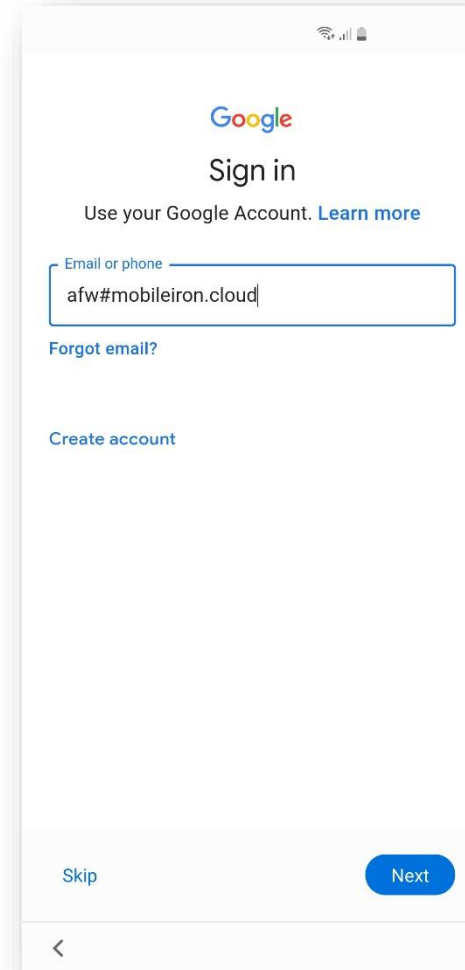 Google
Sign in
Use your Google Account. Learn more
Email or phone
afw#mobileiron.cloud
Forgot email?
Create account
Skip
Next